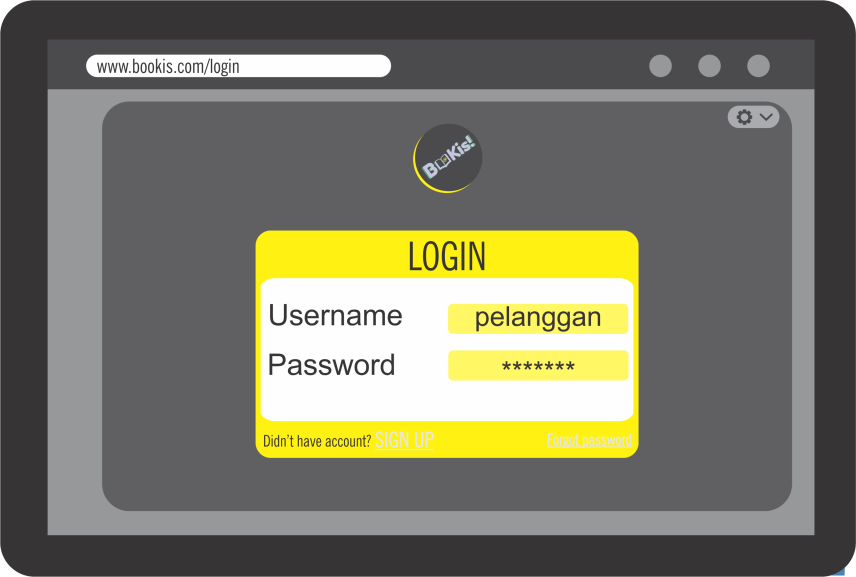 www.bookis.com/login
BooKis!
LOGIN
Username pelanggan
Password *******
Didn't have account? SIGN UP Forgot password